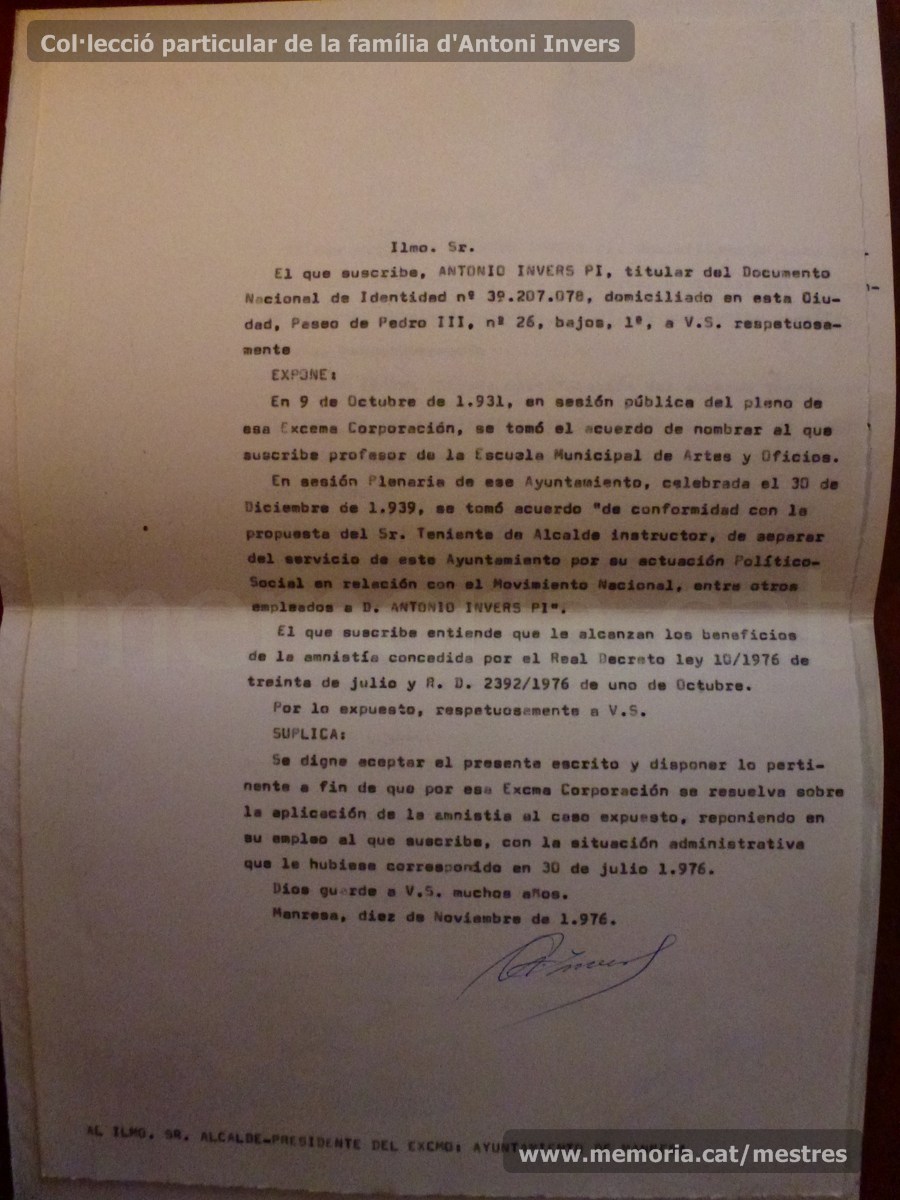 Col·lecció particular de la família d'Antoni Invers
Ilmo. Sr.
El que suscribe, ANTONIO INVERS PI, titular del Documento
Nacional de Identidad nº 39.207.078, domiciliado en esta Ciu-
dad, Paseo de Pedro III, nº 26, bajos, 1º, a V.S. respetuosa-
mente
EXPONE:
En 9 de Octubre de 1.931, en sesión pública del pleno de
esa Excema Corporación, se tomó el acuerdo de nombrar al que
suscribe profesor de la Escuela Municipal de Artes y Oficios.
En sesión Plenaria de ese Ayuntamiento, celebrada el 30 de
Diciembre de 1.939, se tomó acuerdo "de conformidad con la
propuesta del Sr. Teniente de Alcalde instructor, de separar
del servicio de este Ayuntamiento por su actuación Político-
Social en relación con el Movimiento Nacional, entre otros
empleados a D. ANTONIO INVERS PI".
El que suscribe entiende que le alcanzan los beneficios
de la amnistía concedida por el Real Decreto ley 10/1976 de
treinta de julio y R. D. 2392/1976 de uno de Octubre.
Por lo expuesto, respetuosamente a V.S.
SUPLICA:
Se digne aceptar el presente escrito y disponer lo perti-
nente a fin de que por esa Excma Corporación se resuelva sobre
la aplicación de la amnistia al caso expuesto, reponiendo en
su empleo al que suscribe, con la situación administrativa
que le hubiese correspondido en 30 de julio 1.976.
Dios guarde a V.S. muchos años.
Manresa, diez de Noviembre de 1.976.
A. Invers
AL ILMO. SR. ALCALDE-PRESIDENTE DEL EXCMO: AYUNTAMIENTO DE MANRESA
www.memoria.cat/mestres